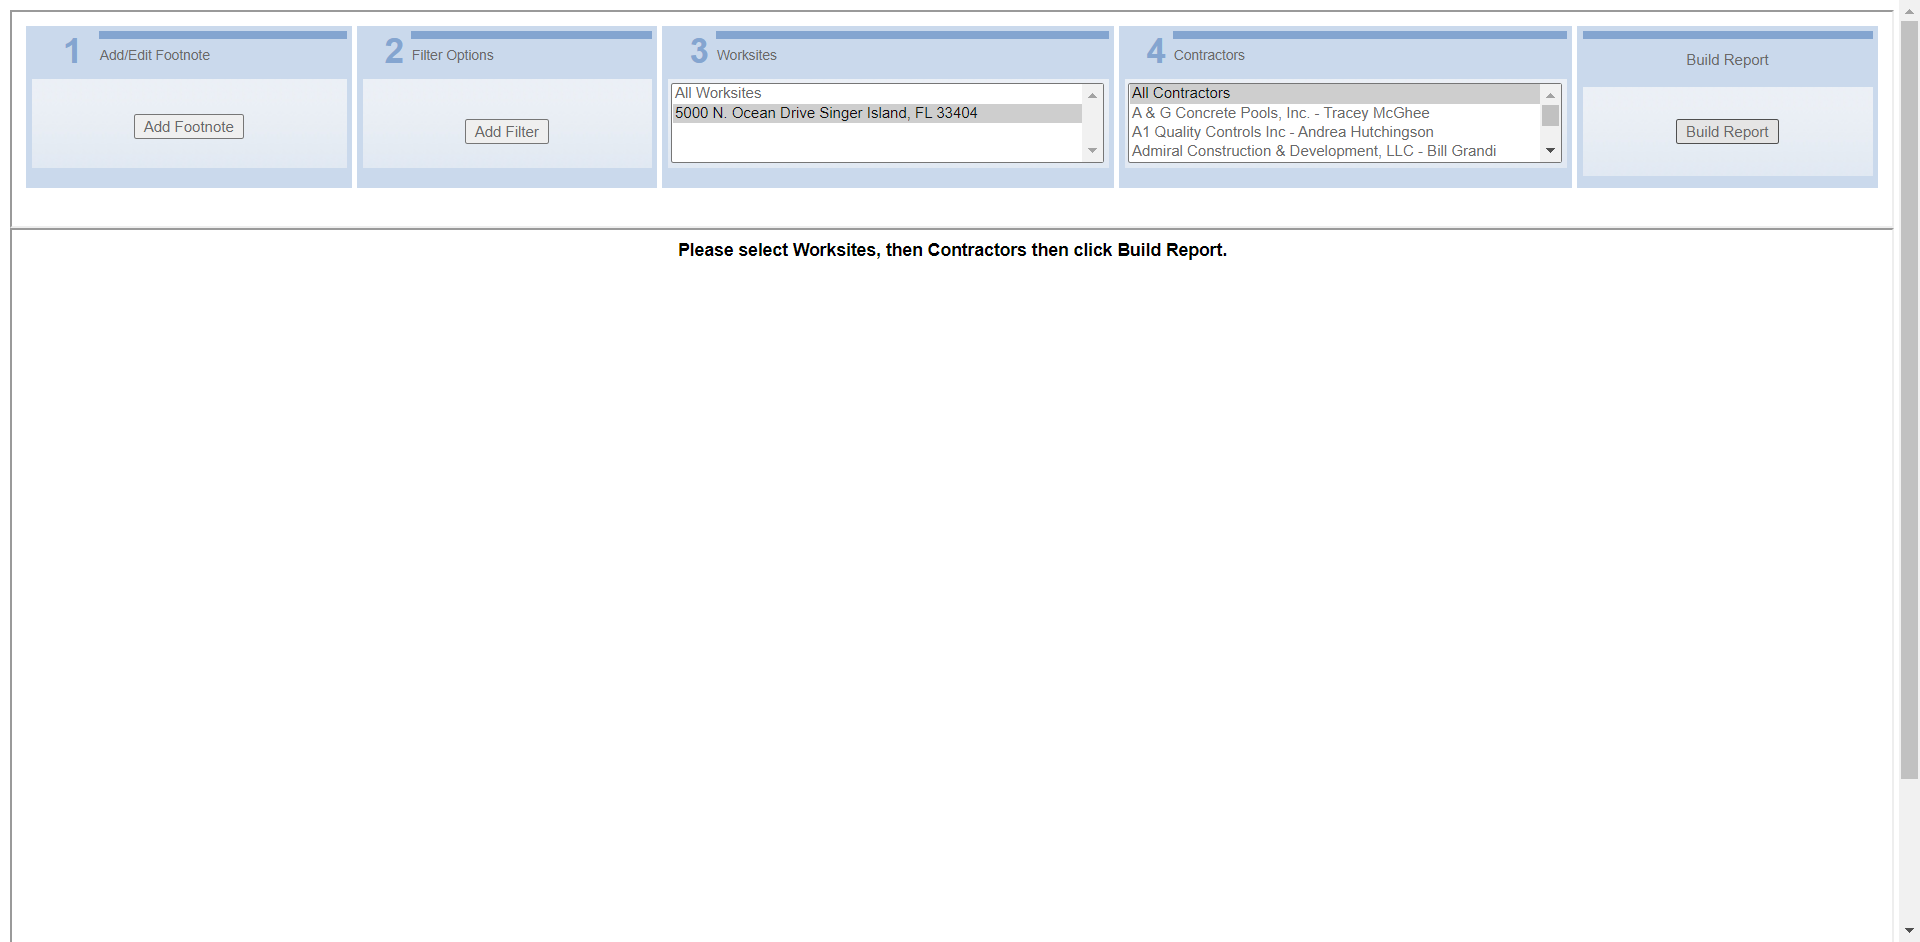 1 Add/Edit Footnote
Add Footnote
2 Filter Options
Add Filter
3 Worksites
All Worksites
5000 N. Ocean Drive Singer Island, FL 33404
4 Contractors
All Contractors
A & G Concrete Pools, Inc. - Tracey McGhee
A1 Quality Controls Inc - Andrea Hutchingson
Admiral Construction & Development, LLC - Bill Grandi
Build Report
Build Report
Please select Worksites, then Contractors then click Build Report.